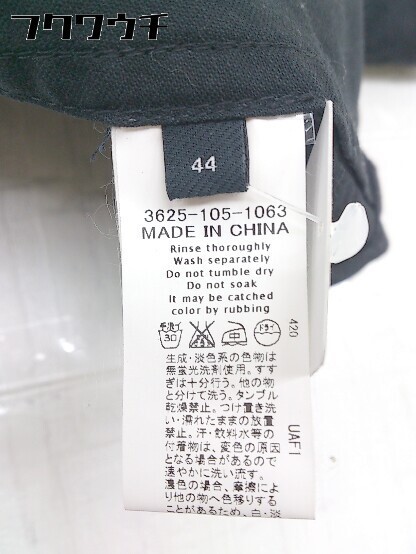 フクワウチ
44
3625-105-1063
MADE IN CHINA
Rinse thoroughly
Wash separately
Do not tumble dry
Do not soak
It may be catched
color by rubbing
手洗イ
30
ドライ
420
UAF1
生成・淡色系の色物は
無蛍光洗剤使用。すす
ぎは十分行う。他の物
と分けて洗う。タンブル
乾燥禁止。つけ置き洗
い・濡れたままの放置
禁止。汗・飲料水等の
付着物は、変色の原因
となる場合があるので
速やかに洗い流す。
濃色の場合、摩擦によ
り他の物へ色移りする
ことがあるため、白・淡